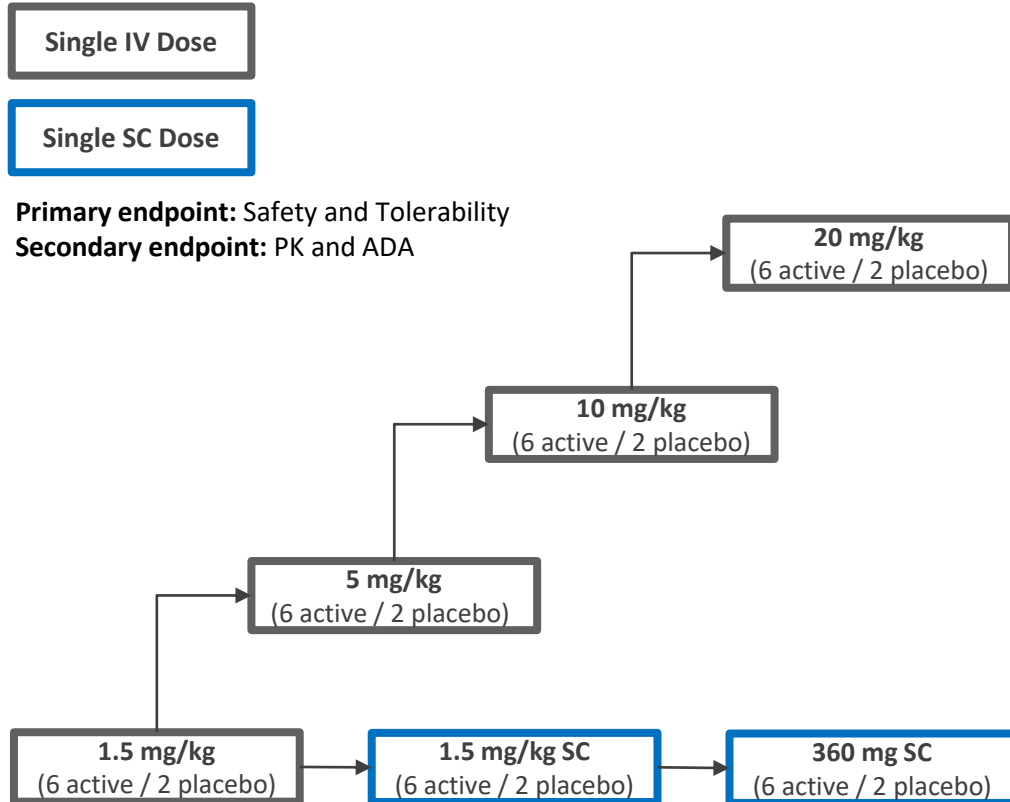 Single IV Dose
Single SC Dose
Primary endpoint: Safety and Tolerability
Secondary endpoint: PK and ADA
20 mg/kg
(6 active / 2 placebo)
10 mg/kg
(6 active / 2 placebo)
5 mg/kg
(6 active / 2 placebo)
1.5 mg/kg
(6 active / 2 placebo)
1.5 mg/kg SC
(6 active / 2 placebo)
360 mg SC
(6 active / 2 placebo)